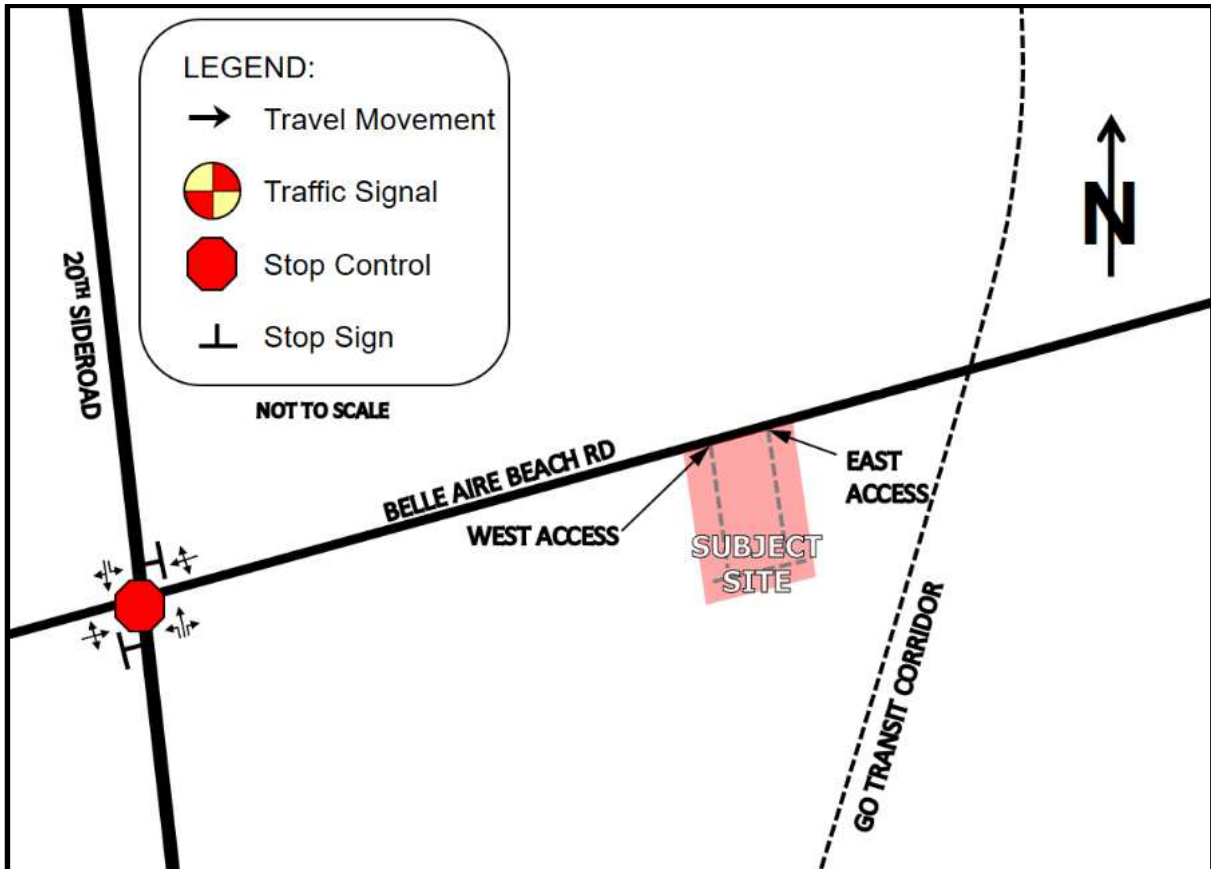 LEGEND:
Travel Movement
Traffic Signal
Stop Control
Stop Sign
NOT TO SCALE
N
20TH SIDEROAD
BELLE AIRE BEACH RD
WEST ACCESS
EAST
ACCESS
SUBJECT
SITE
GO TRANSIT CORRIDOR